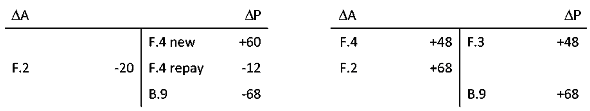 ΔA ΔP ΔA ΔP
F.4 new +60 F.4 +48 F.3 +48
F.2 -20 F.4 repay -12 F.2 +68
B.9 -68 B.9 +68